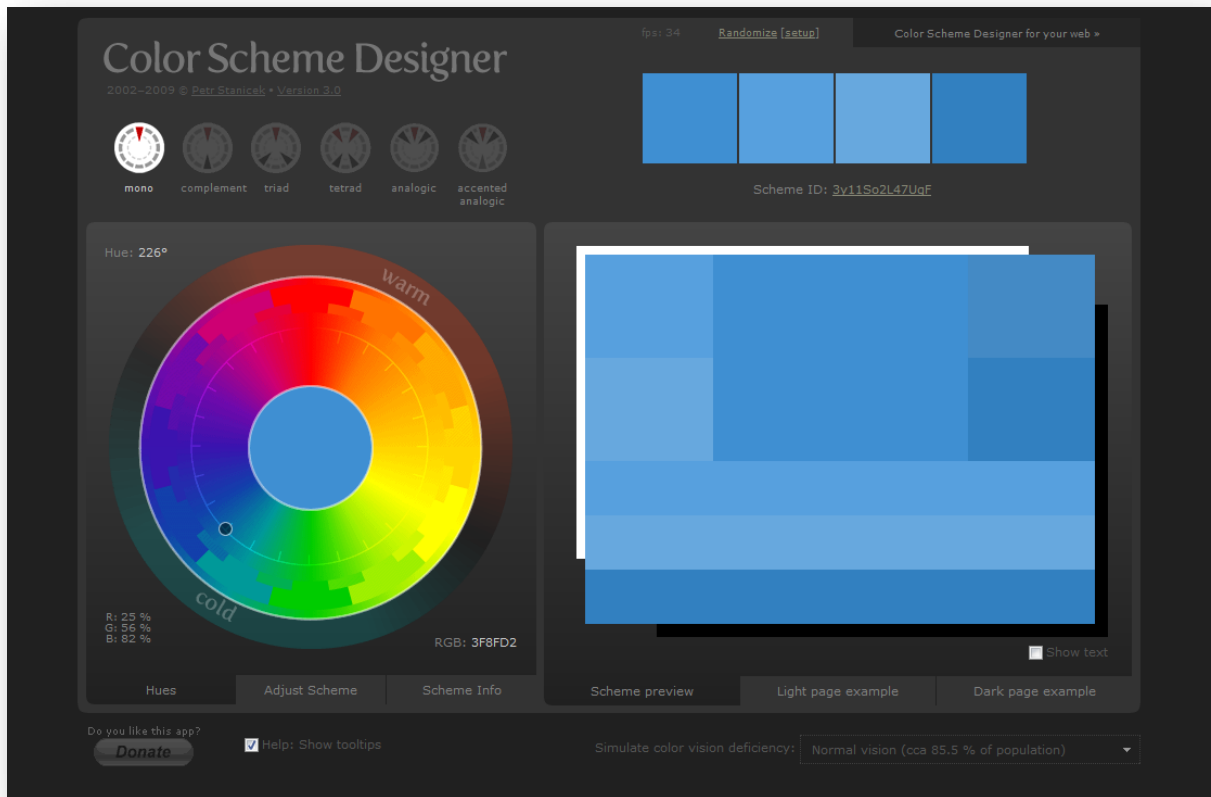 fps: 34 Randomize [setup] Color Scheme Designer for your web »
Color Scheme Designer
2002–2009 © Petr Stanicek • Version 3.0
mono complement triad tetrad analogic accented
analogic
Scheme ID: 3y11So2L47UqF
Hue: 226°
warm
cold
R: 25 %
G: 56 %
B: 82 %
RGB: 3F8FD2
Show text
Hues Adjust Scheme Scheme Info
Scheme preview Light page example Dark page example
Do you like this app?
Donate
Help: Show tooltips
Simulate color vision deficiency: Normal vision (cca 85.5 % of population)